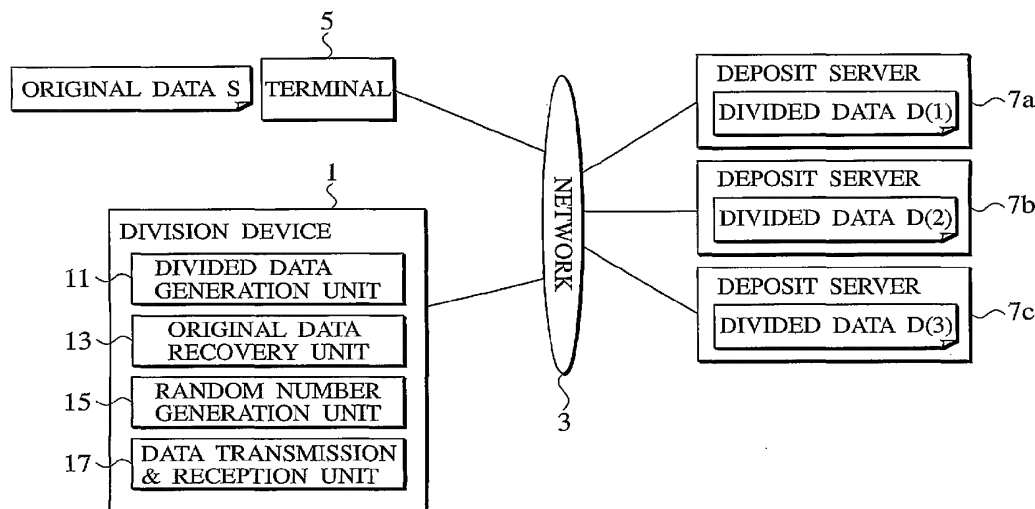 5
ORIGINAL DATA S
TERMINAL
1
DIVISION DEVICE
11
DIVIDED DATA
GENERATION UNIT
13
ORIGINAL DATA
RECOVERY UNIT
15
RANDOM NUMBER
GENERATION UNIT
17
DATA TRANSMISSION
& RECEPTION UNIT
NETWORK
3
DEPOSIT SERVER
DIVIDED DATA D(1)
7a
DEPOSIT SERVER
DIVIDED DATA D(2)
7b
DEPOSIT SERVER
DIVIDED DATA D(3)
7c